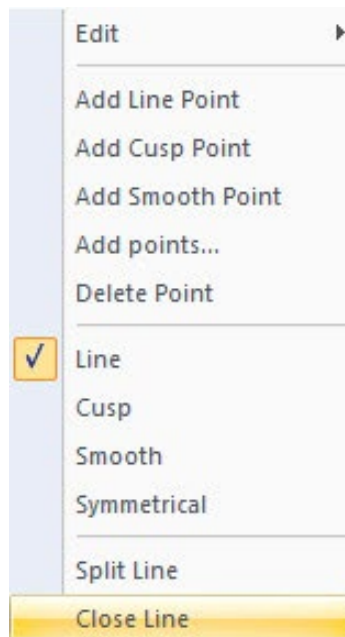 Edit
Add Line Point
Add Cusp Point
Add Smooth Point
Add points...
Delete Point
Line
Cusp
Smooth
Symmetrical
Split Line
Close Line